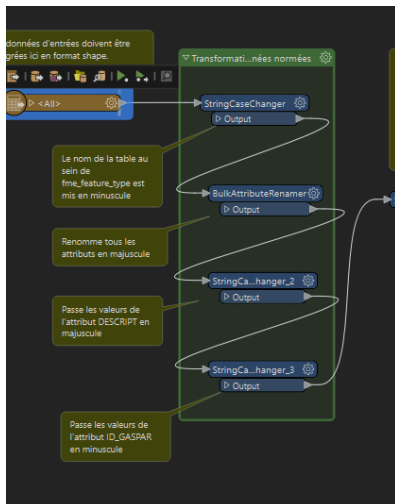 données d'entrées doivent être
grées ici en format shape.
Transformati...nées normées
<All>
StringCaseChanger
Output
Le nom de la table au
sein de
fme_feature_type est
mis en minuscule
BulkAttributeRenamer
Output
Renomme tous les
attributs en majuscule
StringCa...hanger_2
Output
Passe les valeurs de
l'attribut DESCRIPT en
majuscule
StringCa...hanger_3
Output
Passe les valeurs de
l'attribut ID_GASPAR
en minuscule